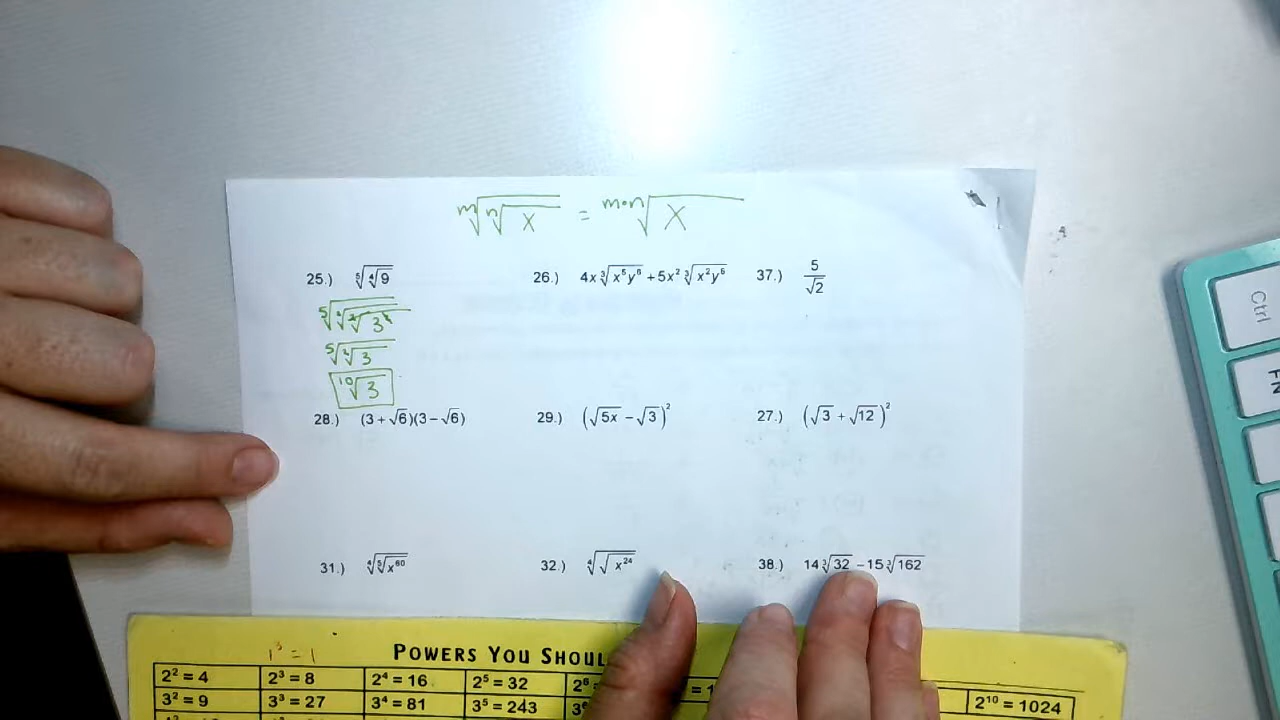 ᵐ√ⁿ√x = ᵐ•ⁿ√x
25.) ⁵√⁴√9
26.) 4x ³√x⁵y⁶ + 5x² ³√x²y⁶
37.) 5/√2
⁵√²√²√3²
⁵√²√3
¹⁰√3
28.) (3 + √6)(3 − √6)
29.) (√5x − √3)²
27.) (√3 + √12)²
31.) ⁴√⁵√x⁶⁰
32.) ⁴√√x²⁴
38.) 14 ³√32 − 15 ³√162
1³ = 1
POWERS YOU
2² = 4 2³ = 8 2⁴ = 16 2⁵ = 32
3² = 9 3³ = 27 3⁴ = 81 3⁵ = 243 2¹⁰ = 1024
Ctrl
FN